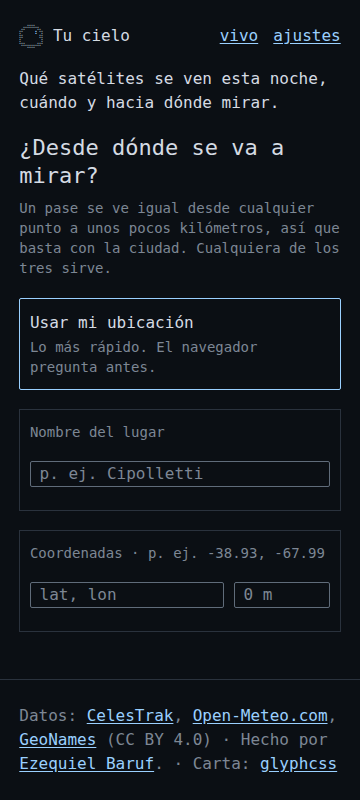 Tu cielo vivo ajustes
Qué satélites se ven esta noche,
cuándo y hacia dónde mirar.
¿Desde dónde se va a
mirar?
Un pase se ve igual desde cualquier
punto a unos pocos kilómetros, así que
basta con la ciudad. Cualquiera de los
tres sirve.
Usar mi ubicación
Lo más rápido. El navegador
pregunta antes.
Nombre del lugar
p. ej. Cipolletti
Coordenadas · p. ej. -38.93, -67.99
lat, lon 0 m
Datos: CelesTrak, Open-Meteo.com,
GeoNames (CC BY 4.0) · Hecho por
Ezequiel Baruf. · Carta: glyphcss